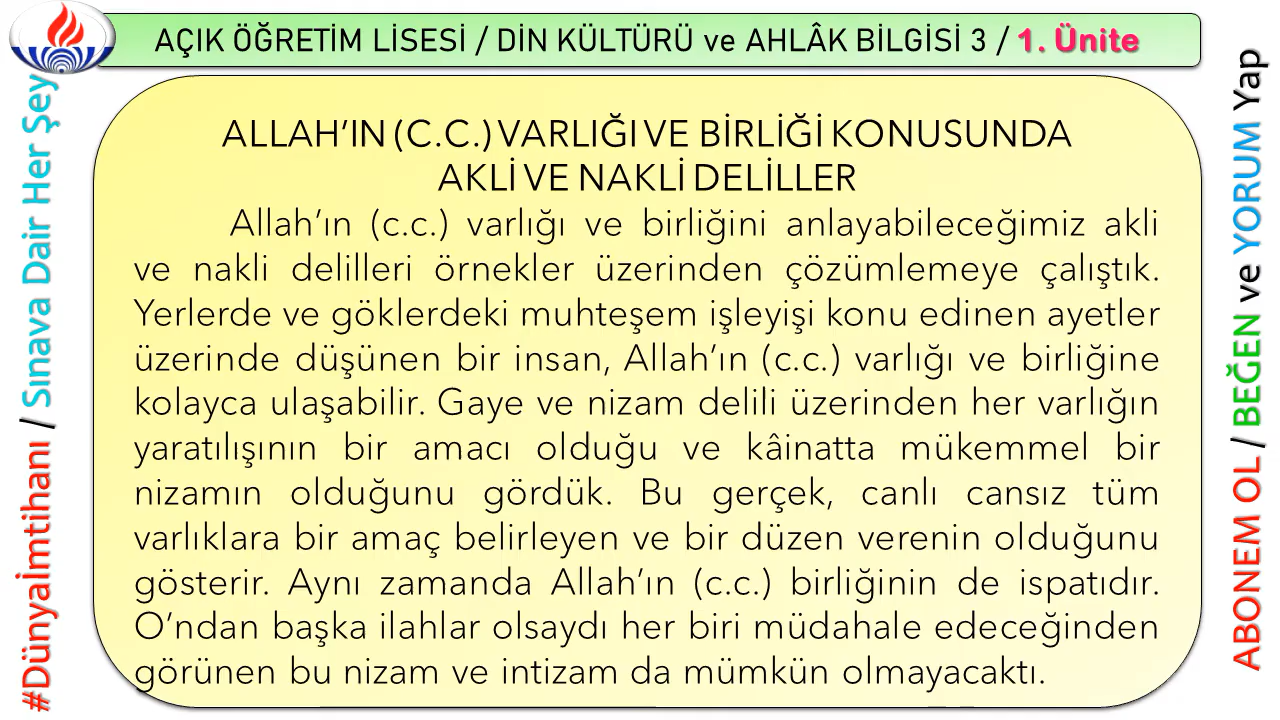 AÇIK ÖĞRETİM LİSESİ / DİN KÜLTÜRÜ ve AHLÂK BİLGİSİ 3 / 1. Ünite
#Dünyaİmtihanı / Sınava Dair Her Şey
ALLAH’IN (C.C.) VARLIĞI VE BİRLİĞİ KONUSUNDA
AKLİ VE NAKLİ DELİLLER
Allah’ın (c.c.) varlığı ve birliğini anlayabileceğimiz akli
ve nakli delilleri örnekler üzerinden çözümlemeye çalıştık.
Yerlerde ve göklerdeki muhteşem işleyişi konu edinen ayetler
üzerinde düşünen bir insan, Allah’ın (c.c.) varlığı ve birliğine
kolayca ulaşabilir. Gaye ve nizam delili üzerinden her varlığın
yaratılışının bir amacı olduğu ve kâinatta mükemmel bir
nizamın olduğunu gördük. Bu gerçek, canlı cansız tüm
varlıklara bir amaç belirleyen ve bir düzen verenin olduğunu
gösterir. Aynı zamanda Allah’ın (c.c.) birliğinin de ispatıdır.
O’ndan başka ilahlar olsaydı her biri müdahale edeceğinden
görünen bu nizam ve intizam da mümkün olmayacaktı.
ABONEM OL / BEĞEN ve YORUM Yap